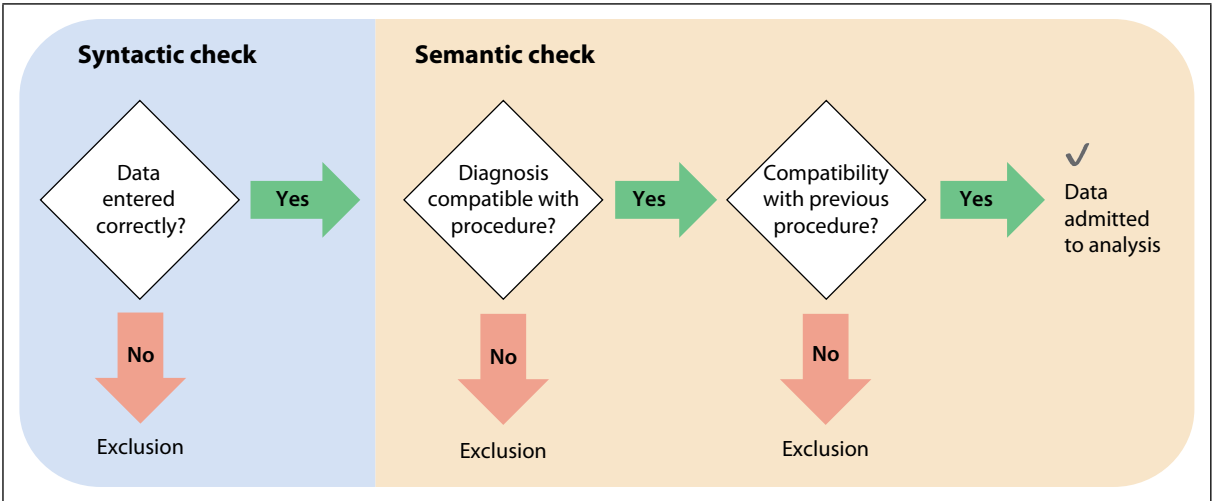 Syntactic check
Semantic check
Data
entered
correctly?
Yes
Diagnosis
compatible with
procedure?
Yes
Compatibility
with previous
procedure?
Yes
✓
Data
admitted
to analysis
No
No
No
Exclusion
Exclusion
Exclusion